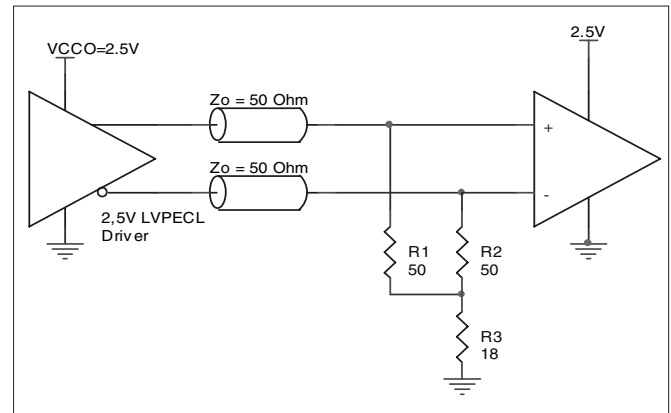 VCCO=2.5V
2.5V
Zo = 50 Ohm
+
Zo = 50 Ohm
-
2,5V LVPECL
Driver
R1
50
R2
50
R3
18